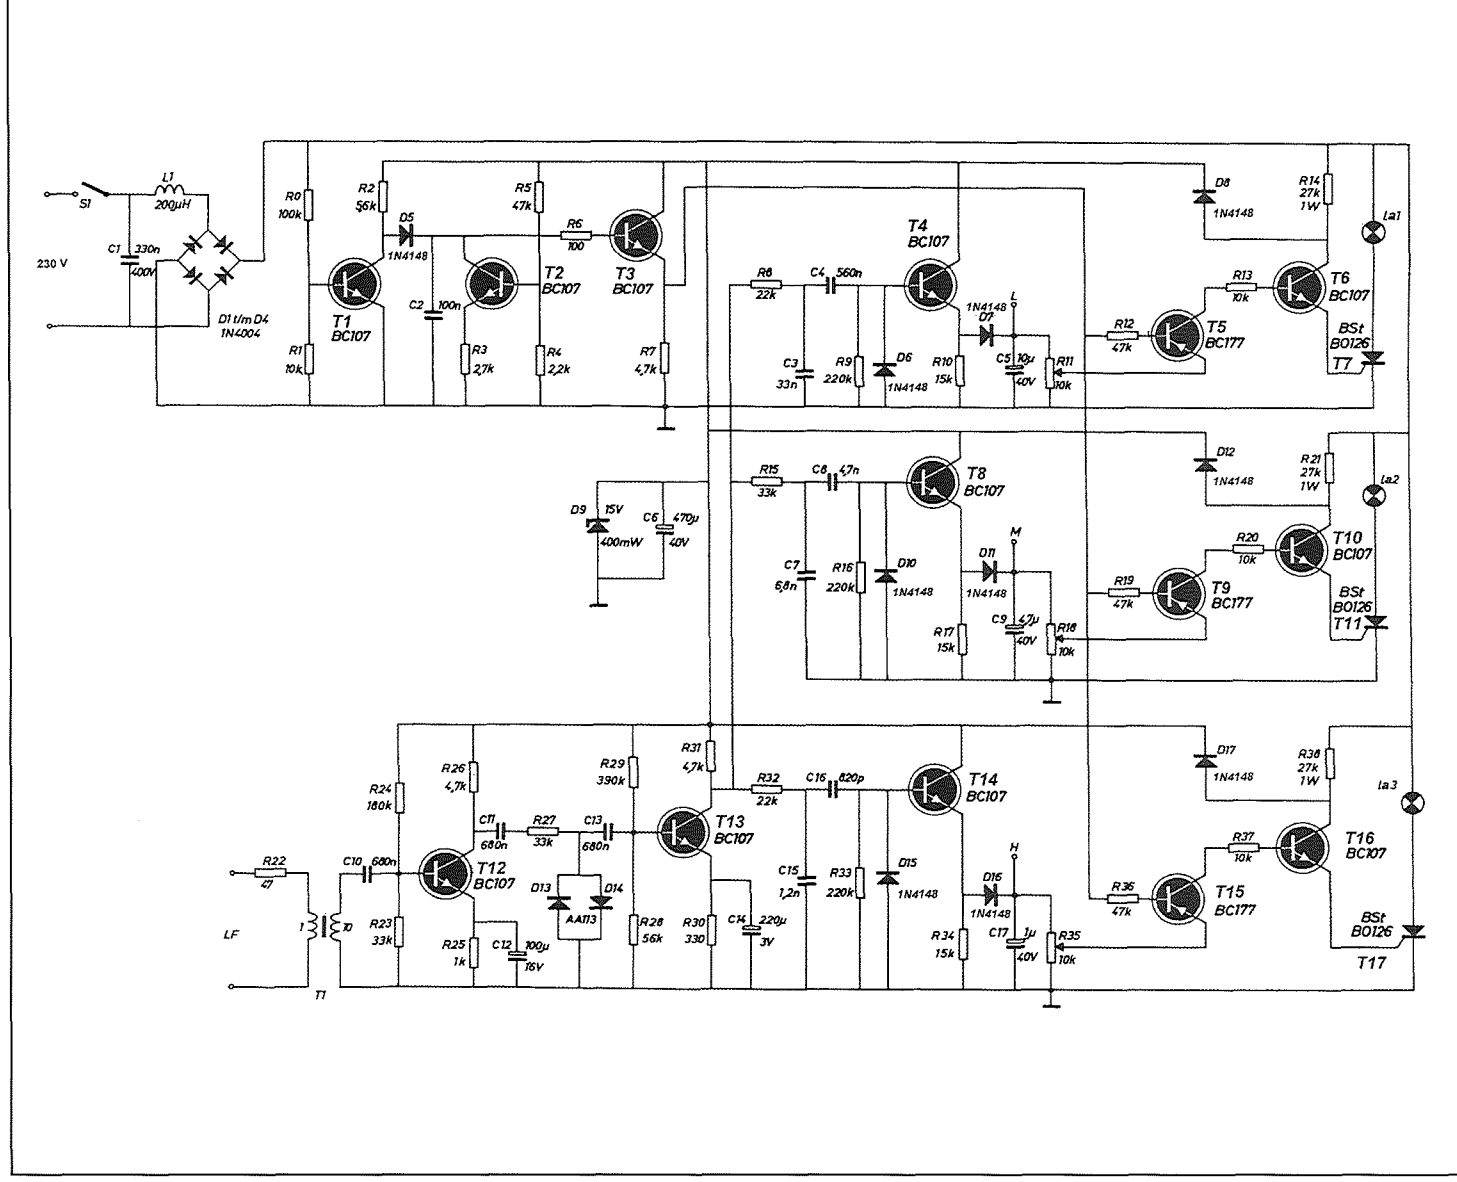 S1
L1
200µH
C1
330n
400V
230 V
D1 t/m D4
1N4004
R0
100k
R1
10k
T1
BC107
R2
56k
D5
1N4148
C2
100n
R3
2,7k
T2
BC107
R5
47k
R4
2,2k
R6
100
T3
BC107
R7
4,7k
R8
22k
C4
560n
C3
33n
R9
220k
D6
1N4148
T4
BC107
R10
15k
1N4148
D7
L
C5
10µ
40V
R11
10k
R12
47k
T5
BC177
R13
10k
D8
1N4148
R14
27k
1W
T6
BC107
BSt
BO126
T7
la1
D9
15V
400mW
C6
470µ
40V
R15
33k
C8
4,7n
C7
6,8n
R16
220k
D10
1N4148
T8
BC107
R17
15k
D11
1N4148
M
C9
4,7µ
40V
R18
10k
R19
47k
T9
BC177
R20
10k
D12
1N4148
R21
27k
1W
T10
BC107
BSt
BO126
T11
la2
LF
R22
47
1
10
T1
C10
680n
R24
180k
R23
33k
T12
BC107
R26
4,7k
R25
1k
C12
100µ
16V
C11
680n
R27
33k
D13
D14
AA113
C13
680n
R29
390k
R28
56k
T13
BC107
R31
4,7k
R30
330
C14
220µ
3V
R32
22k
C16
820p
C15
1,2n
R33
220k
D15
1N4148
T14
BC107
R34
15k
D16
1N4148
H
C17
1µ
40V
R35
10k
R36
47k
T15
BC177
R37
10k
D17
1N4148
R38
27k
1W
T16
BC107
BSt
BO126
T17
la3